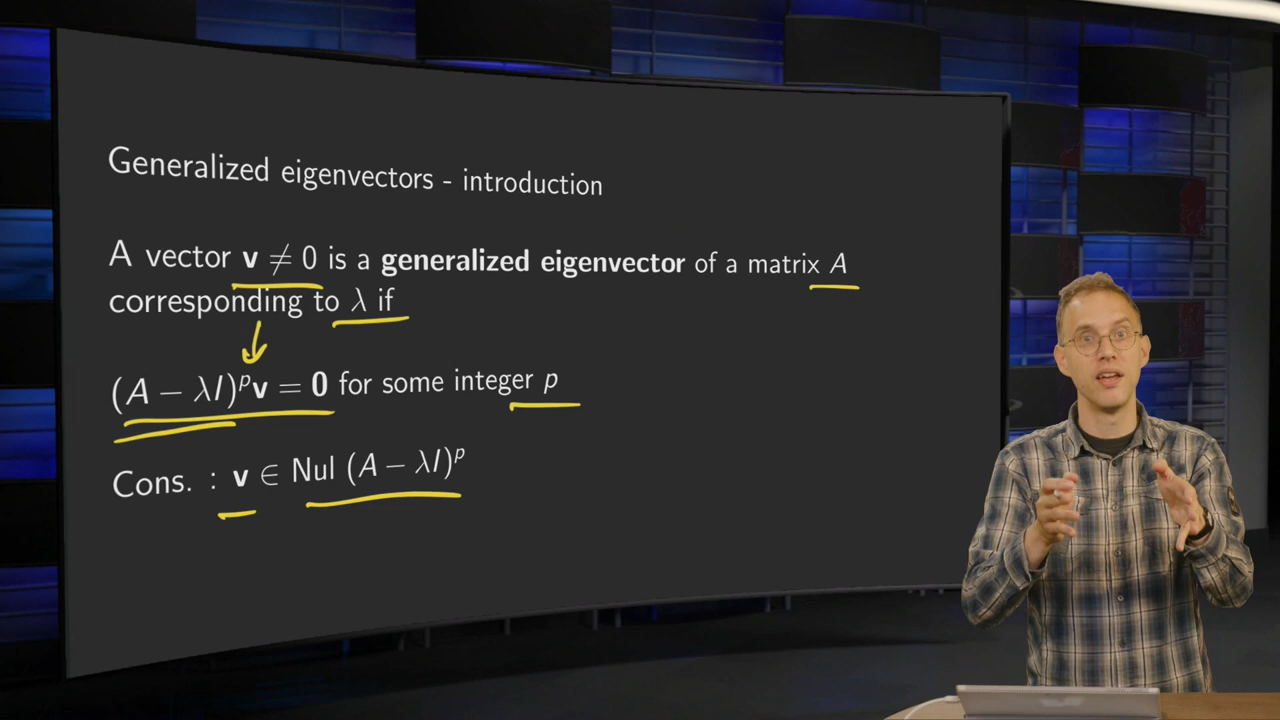 Generalized eigenvectors - introduction
A vector v ≠ 0 is a generalized eigenvector of a matrix A
corresponding to λ if
(A − λI)^p v = 0 for some integer p
Cons. : v ∈ Nul (A − λI)^p